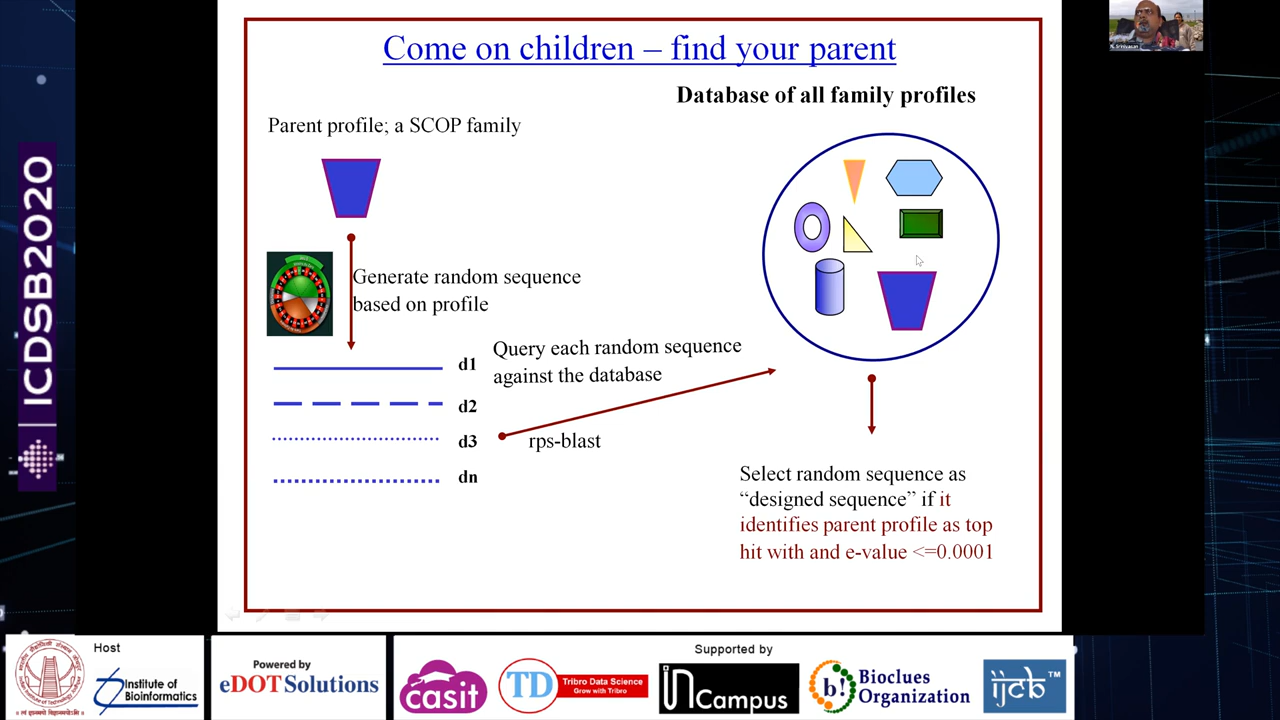 Come on children – find your parent
Database of all family profiles
Parent profile; a SCOP family
Generate random sequence
based on profile
d1
d2
d3
dn
Query each random sequence
against the database
rps-blast
Select random sequence as
“designed sequence” if it
identifies parent profile as top
hit with and e-value <=0.0001
N. Srinivasan
ICDSB2020
Host
Institute of
Bioinformatics
Powered by
eDOT Solutions
Supported by
casit
TD
Tribro Data Science
Grow with Tribro
inCampus
b!
Bioclues
Organization
ijcb™